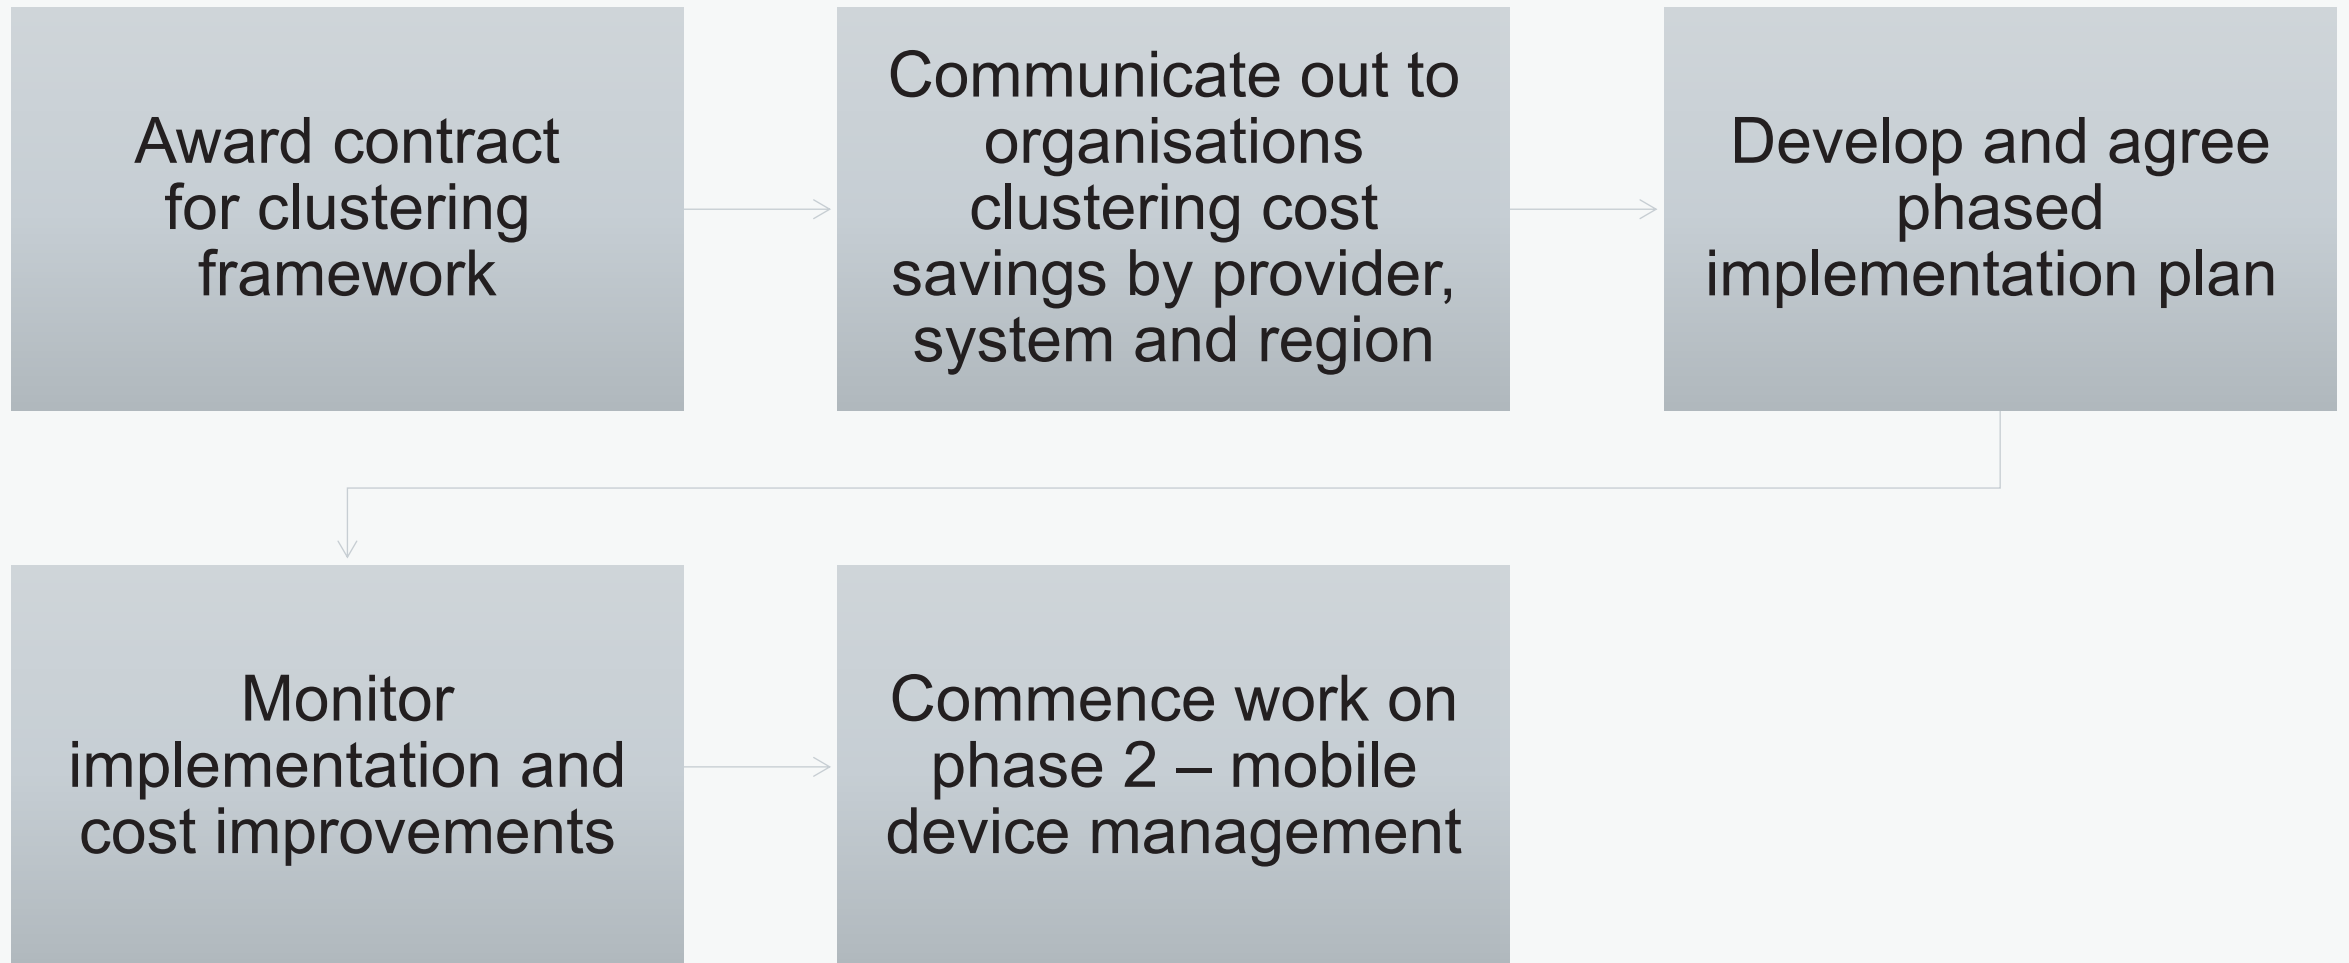 Award contract
for clustering
framework
Communicate out to
organisations
clustering cost
savings by provider,
system and region
Develop and agree
phased
implementation plan
Monitor
implementation and
cost improvements
Commence work on
phase 2 – mobile
device management